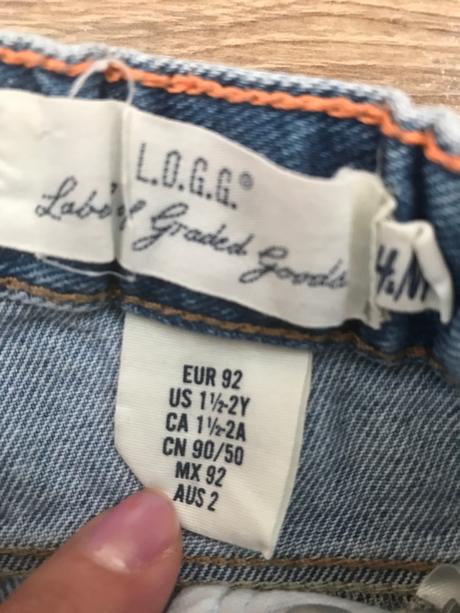 L.O.G.G.®
Label of Graded Goods
H&M
EUR 92
US 1½-2Y
CA 1½-2A
CN 90/50
MX 92
AUS 2